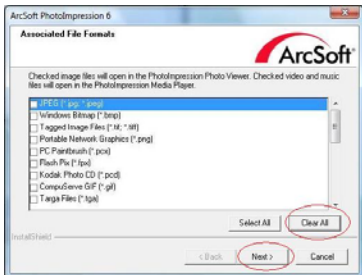 ArcSoft PhotoImpression 6
Associated File Formats
ArcSoft
Checked image files will open in the PhotoImpression Photo Viewer. Checked video and music
files will open in the PhotoImpression Media Player.
JPEG (*.jpg; *.jpeg)
Windows Bitmap (*.bmp)
Tagged Image Files (*.tif; *.tiff)
Portable Network Graphics (*.png)
PC Paintbrush (*.pcx)
Flash Pix (*.fpx)
Kodak Photo CD (*.pcd)
CompuServe GIF (*.gif)
Targa Files (*.tga)
Select All Clear All
InstallShield
< Back Next > Cancel